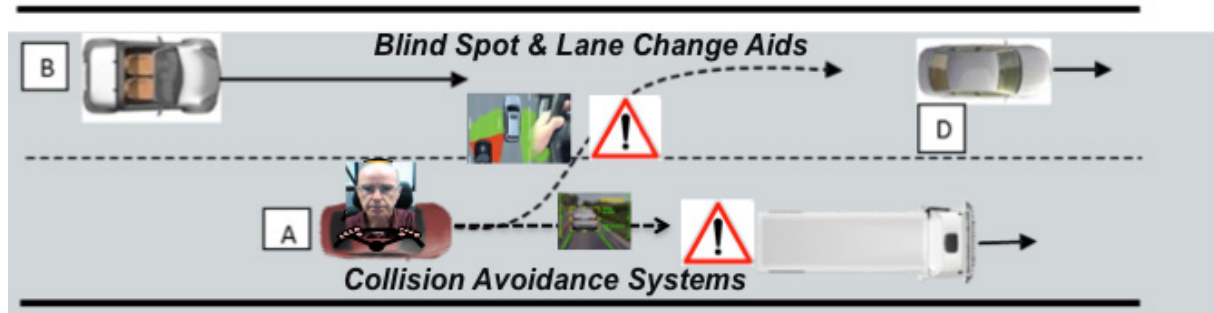 B
Blind Spot & Lane Change Aids
D
!
A
!
Collision Avoidance Systems